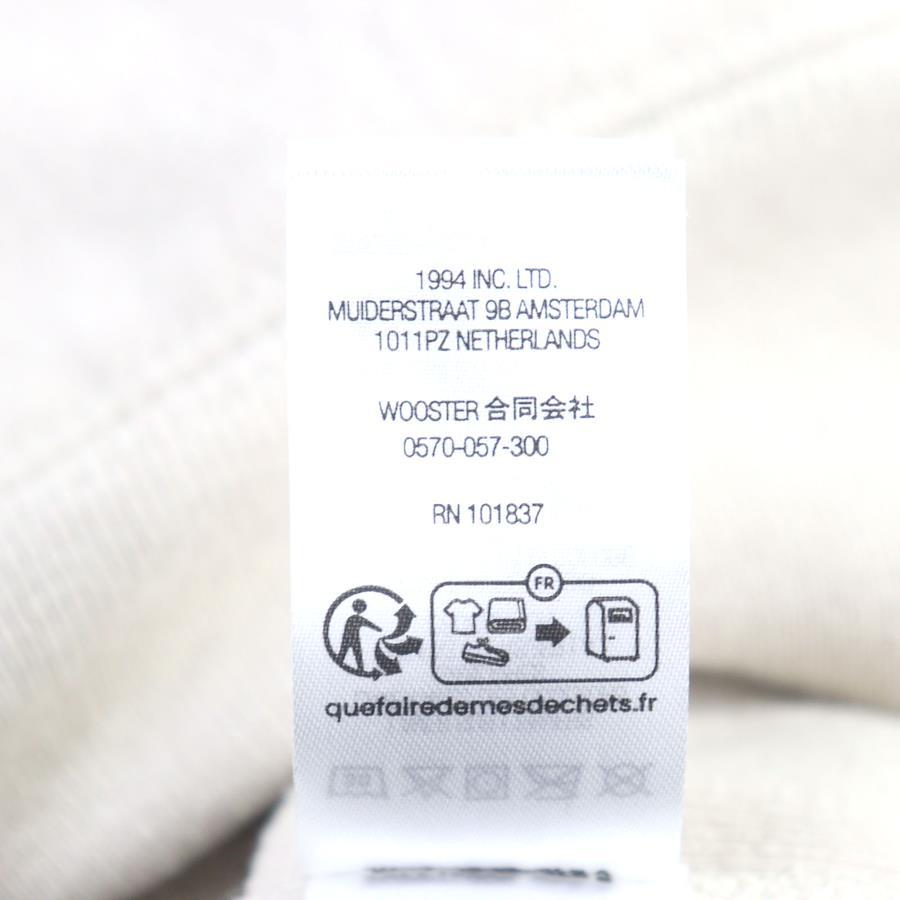 1994 INC. LTD.
MUIDERSTRAAT 9B AMSTERDAM
1011PZ NETHERLANDS
WOOSTER 合同会社
0570-057-300
RN 101837
FR
quefairedemesdechets.fr